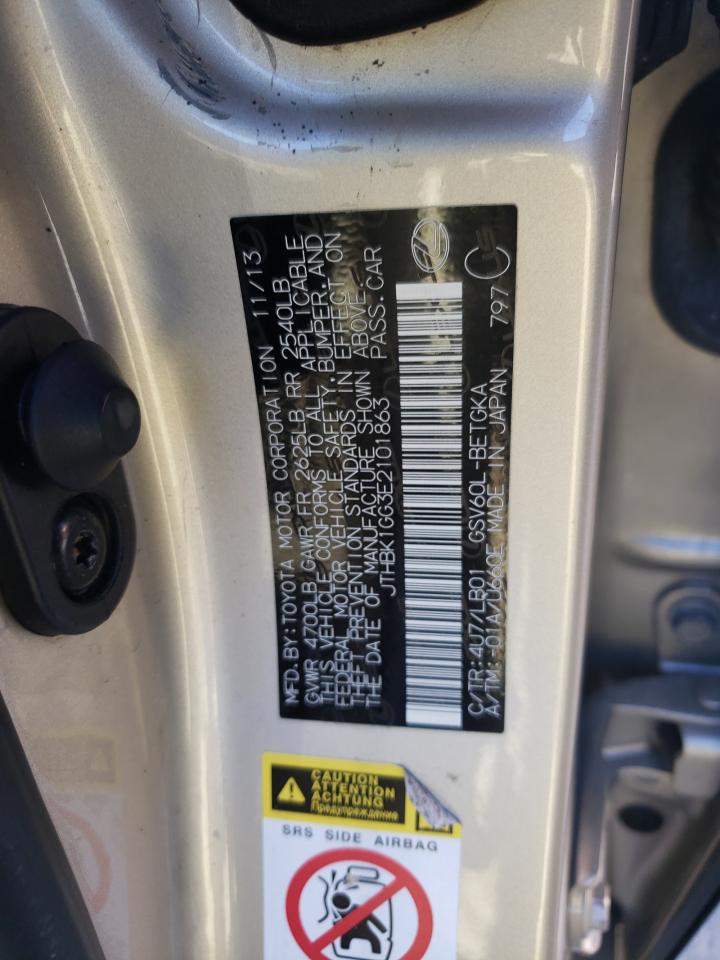 MFD.BY:TOYOTA MOTOR CORPORATION 11/13
GVWR 4700LB GAWR FR 2625LB RR 2540LB
THIS VEHICLE CONFORMS TO ALL APPLICABLE
FEDERAL MOTOR VEHICLE SAFETY,BUMPER,AND
THEFT PREVENTION STANDARDS IN EFFECT ON
THE DATE OF MANUFACTURE SHOWN ABOVE.
JTHBK1GG3E2101863 PASS.CAR
C/TR:4U7/LB01 GSV60L-BETGKA
A/TM:-01A/U660E MADE IN JAPAN 797
CAUTION
ATTENTION
ACHTUNG
Предупреждение
SRS SIDE AIRBAG